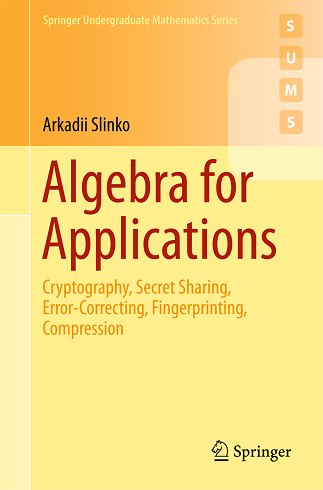 Springer Undergraduate Mathematics Series
S
U
M
S
Arkadii Slinko
Algebra for
Applications
Cryptography, Secret Sharing,
Error-Correcting, Fingerprinting,
Compression
Springer